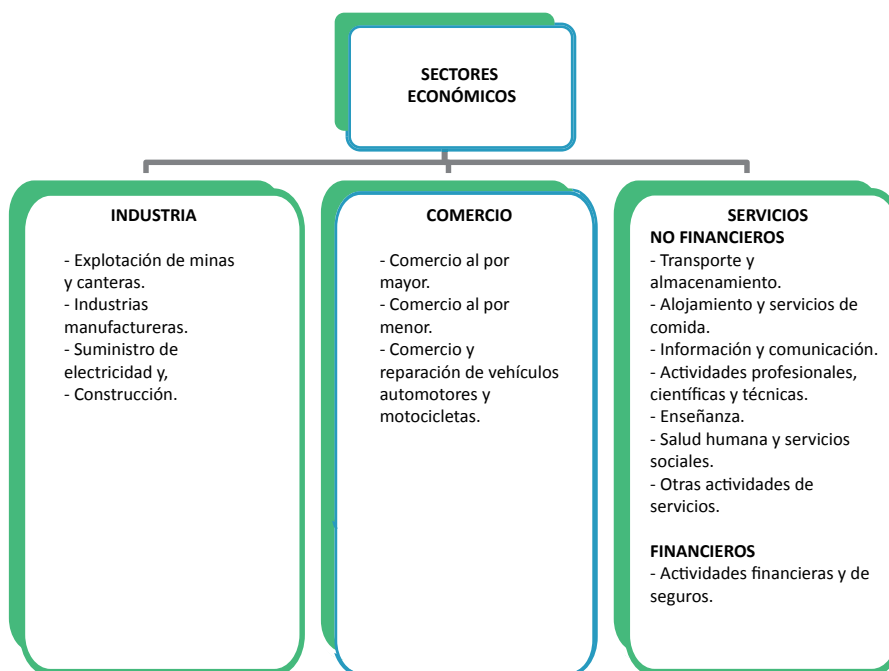 SECTORES
ECONÓMICOS
INDUSTRIA
- Explotación de minas
y canteras.
- Industrias
manufactureras.
- Suministro de
electricidad y,
- Construcción.
COMERCIO
- Comercio al por
mayor.
- Comercio al por
menor.
- Comercio y
reparación de vehículos
automotores y
motocicletas.
SERVICIOS
NO FINANCIEROS
- Transporte y
almacenamiento.
- Alojamiento y servicios de
comida.
- Información y comunicación.
- Actividades profesionales,
científicas y técnicas.
- Enseñanza.
- Salud humana y servicios
sociales.
- Otras actividades de
servicios.
FINANCIEROS
- Actividades financieras y de
seguros.